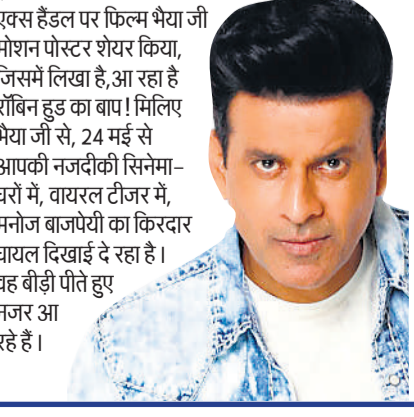 एक्स हैंडल पर फिल्म भैया जी
मोशन पोस्टर शेयर किया,
जिसमें लिखा है,आ रहा है
रॉबिन हुड का बाप! मिलिए
भैया जी से, 24 मई से
आपकी नजदीकी सिनेमा-
घरों में, वायरल टीजर में,
मनोज बाजपेयी का किरदार
घायल दिखाई दे रहा है।
वह बीड़ी पीते हुए
नजर आ
रहे हैं।